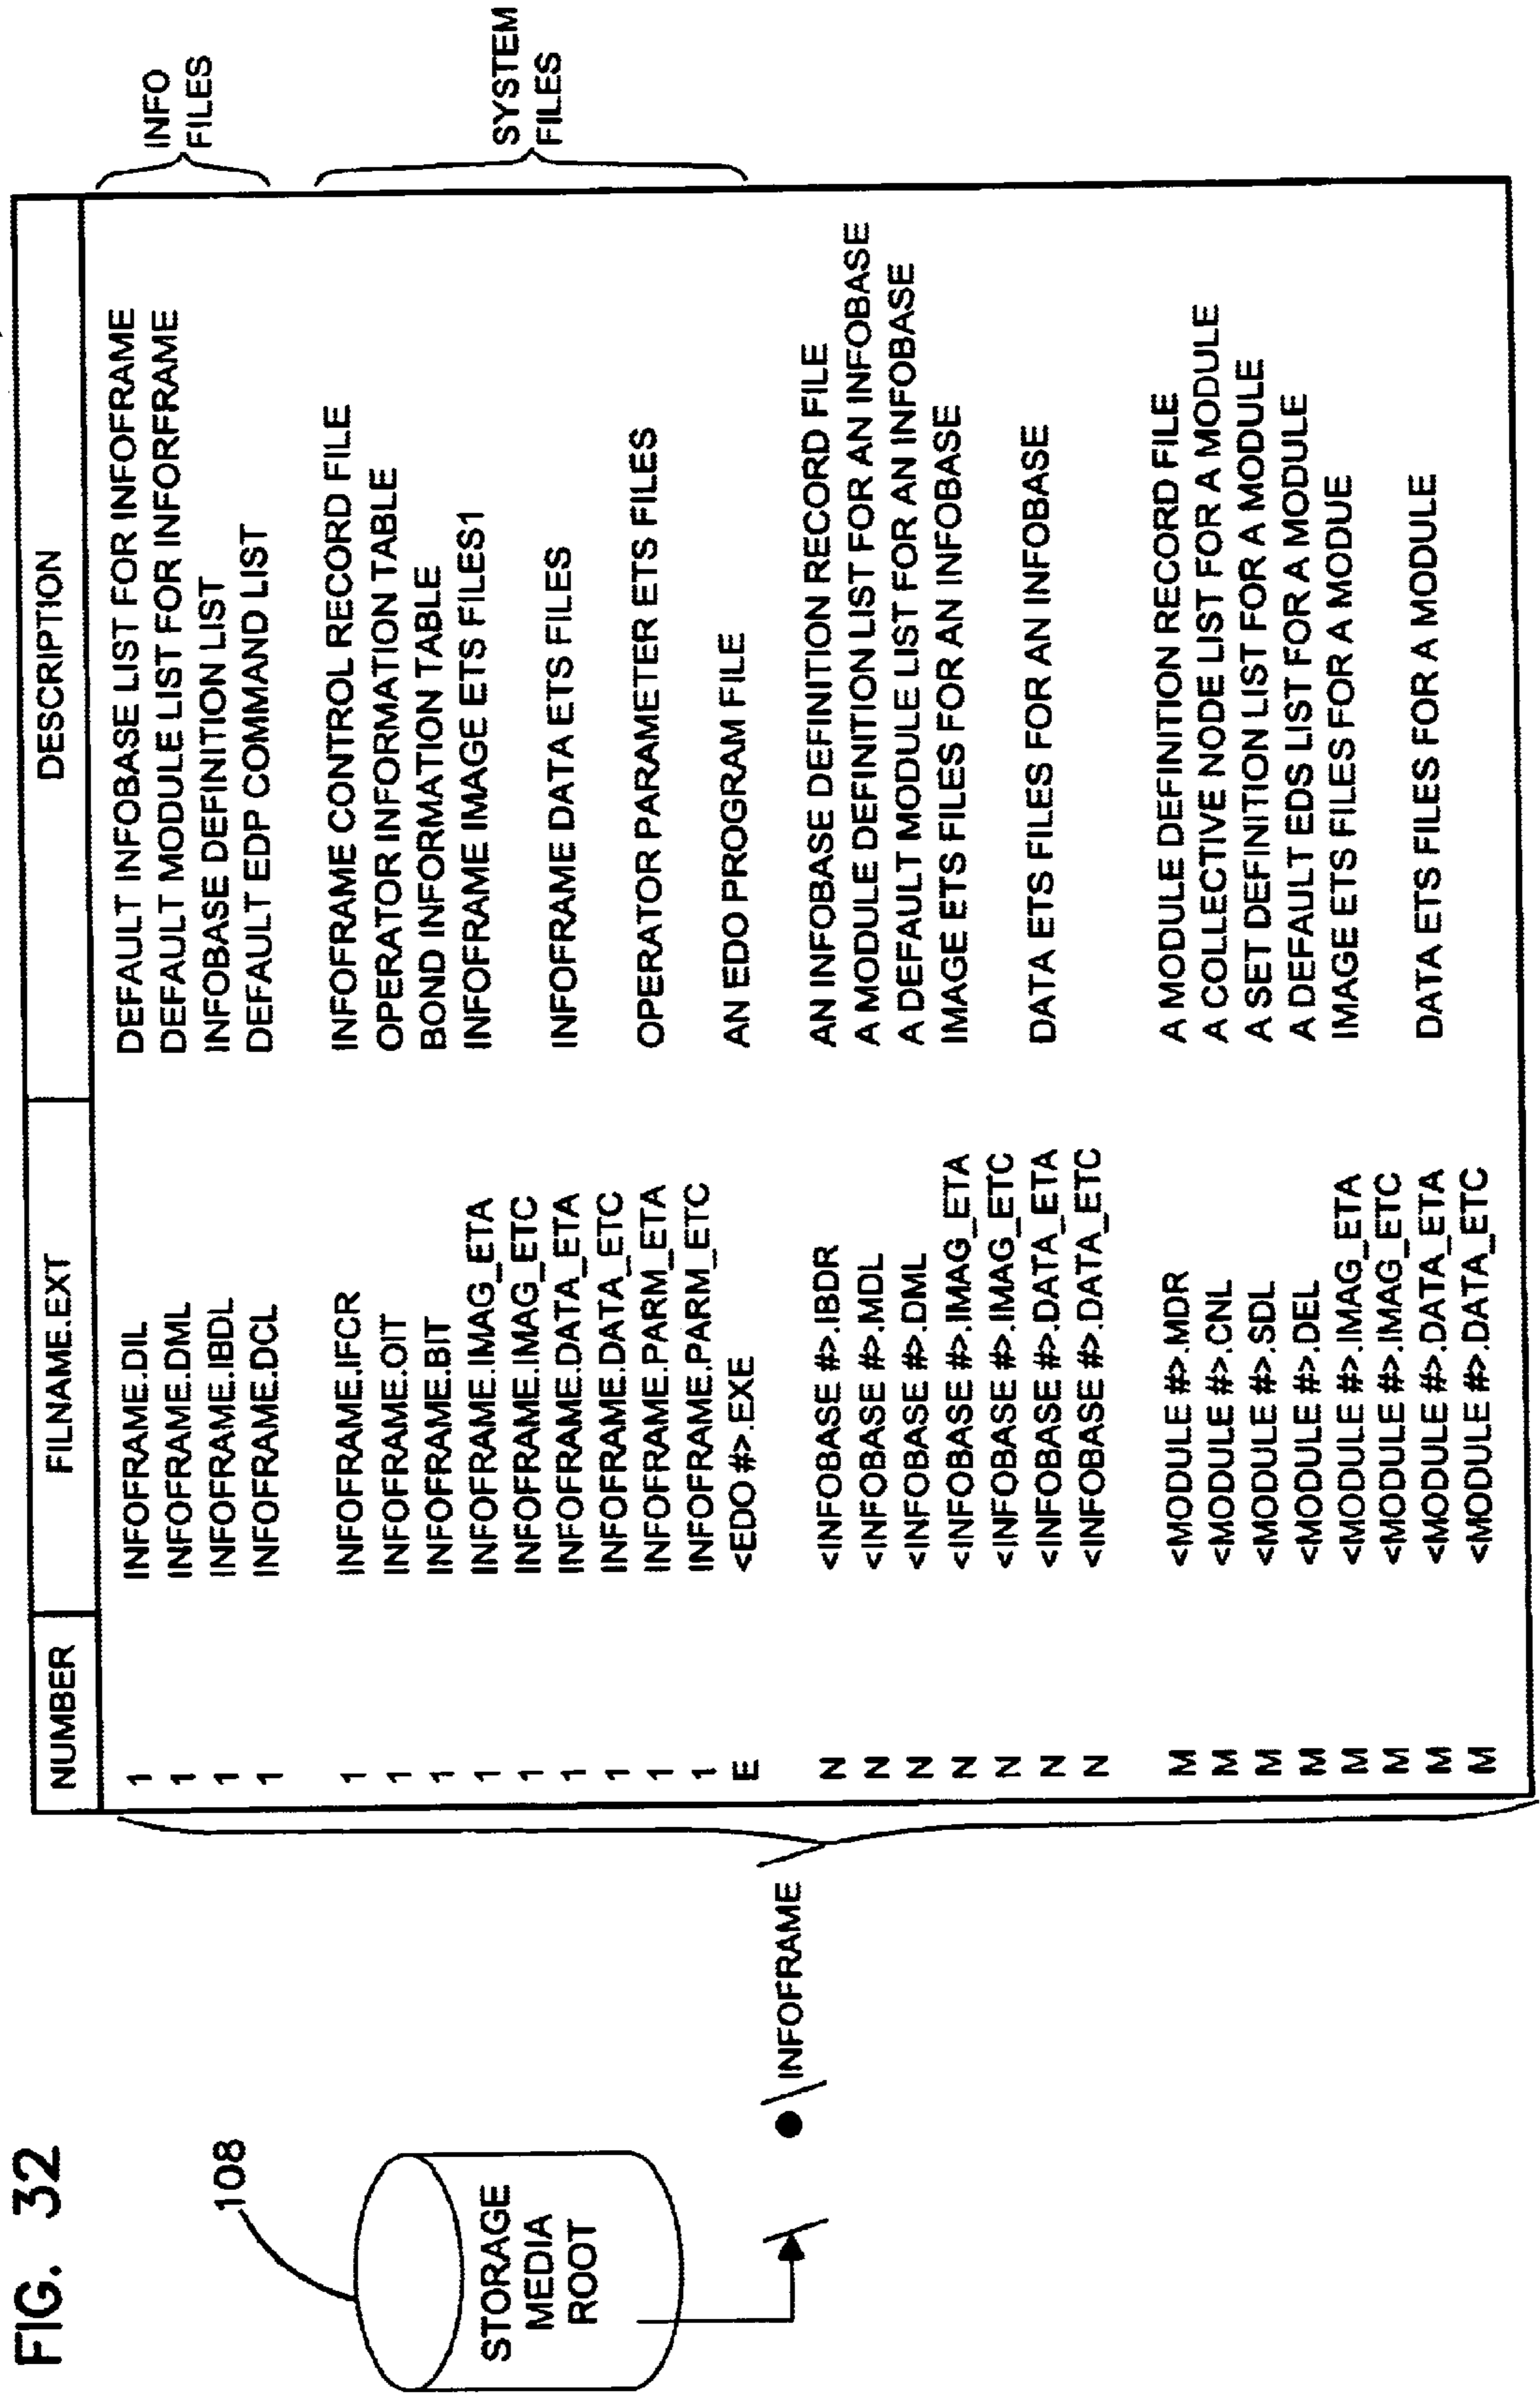 FIG. 32
108
STORAGE
MEDIA
ROOT
\
● \ INFOFRAME \
NUMBER FILNAME.EXT DESCRIPTION
1 INFOFRAME.DIL DEFAULT INFOBASE LIST FOR INFOFRAME
1 INFOFRAME.DML DEFAULT MODULE LIST FOR INFORFRAME
1 INFOFRAME.IBDL INFOBASE DEFINITION LIST
1 INFOFRAME.DCL DEFAULT EDP COMMAND LIST
INFO
FILES
1 INFOFRAME.IFCR INFOFRAME CONTROL RECORD FILE
1 INFOFRAME.OIT OPERATOR INFORMATION TABLE
1 INFOFRAME.BIT BOND INFORMATION TABLE
1 INFOFRAME.IMAG_ETA INFOFRAME IMAGE ETS FILES1
1 INFOFRAME.IMAG_ETC
1 INFOFRAME.DATA_ETA INFOFRAME DATA ETS FILES
1 INFOFRAME.DATA_ETC
1 INFOFRAME.PARM_ETA OPERATOR PARAMETER ETS FILES
1 INFOFRAME.PARM_ETC
E <EDO #>.EXE AN EDO PROGRAM FILE
SYSTEM
FILES
N <INFOBASE #>.IBDR AN INFOBASE DEFINITION RECORD FILE
N <INFOBASE #>.MDL A MODULE DEFINITION LIST FOR AN INFOBASE
N <INFOBASE #>.DML A DEFAULT MODULE LIST FOR AN INFOBASE
N <INFOBASE #>.IMAG_ETA IMAGE ETS FILES FOR AN INFOBASE
N <INFOBASE #>.IMAG_ETC
N <INFOBASE #>.DATA_ETA DATA ETS FILES FOR AN INFOBASE
N <INFOBASE #>.DATA_ETC
M <MODULE #>.MDR A MODULE DEFINITION RECORD FILE
M <MODULE #>.CNL A COLLECTIVE NODE LIST FOR A MODULE
M <MODULE #>.SDL A SET DEFINITION LIST FOR A MODULE
M <MODULE #>.DEL A DEFAULT EDS LIST FOR A MODULE
M <MODULE #>.IMAG_ETA IMAGE ETS FILES FOR A MODUE
M <MODULE #>.IMAG_ETC
M <MODULE #>.DATA_ETA DATA ETS FILES FOR A MODULE
M <MODULE #>.DATA_ETC